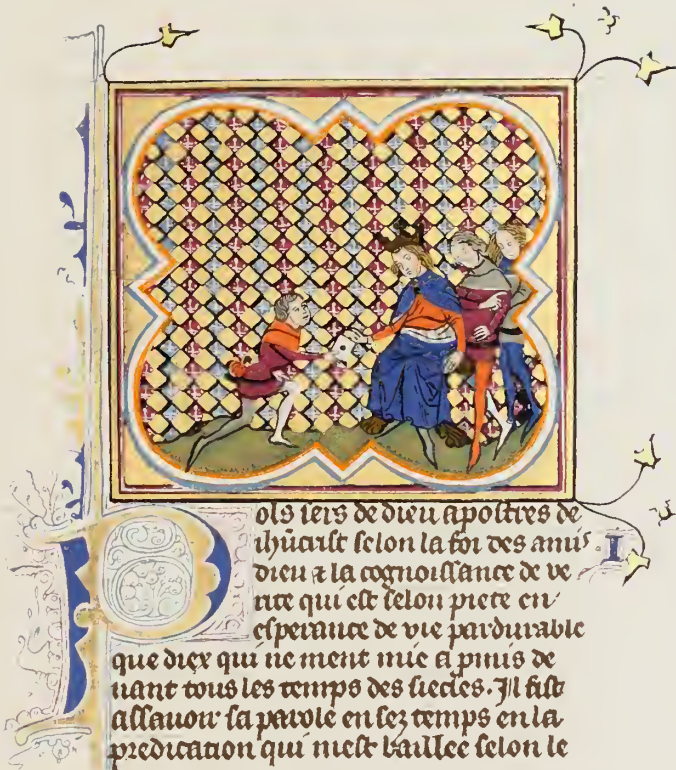 Pols sers de dieu apostres de
ihũcrist selon la foi des amis I
dieu ⁊ la cognoissance de ve
rite qui est selon piete en
esperance de vie pardurable
que diex qui ne ment mie a pmis de
uant tous les temps des siecles. Il fist
assauoir sa parole en sez temps en la
predication qui mest baillee selon le